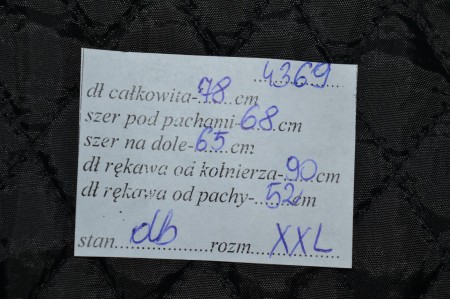 4369
dł całkowita-78cm
szer pod pachami-68cm
szer na dole-65cm
dł rękawa od kołnierza-90cm
dł rękawa od pachy-52cm
stan db rozm. XXL